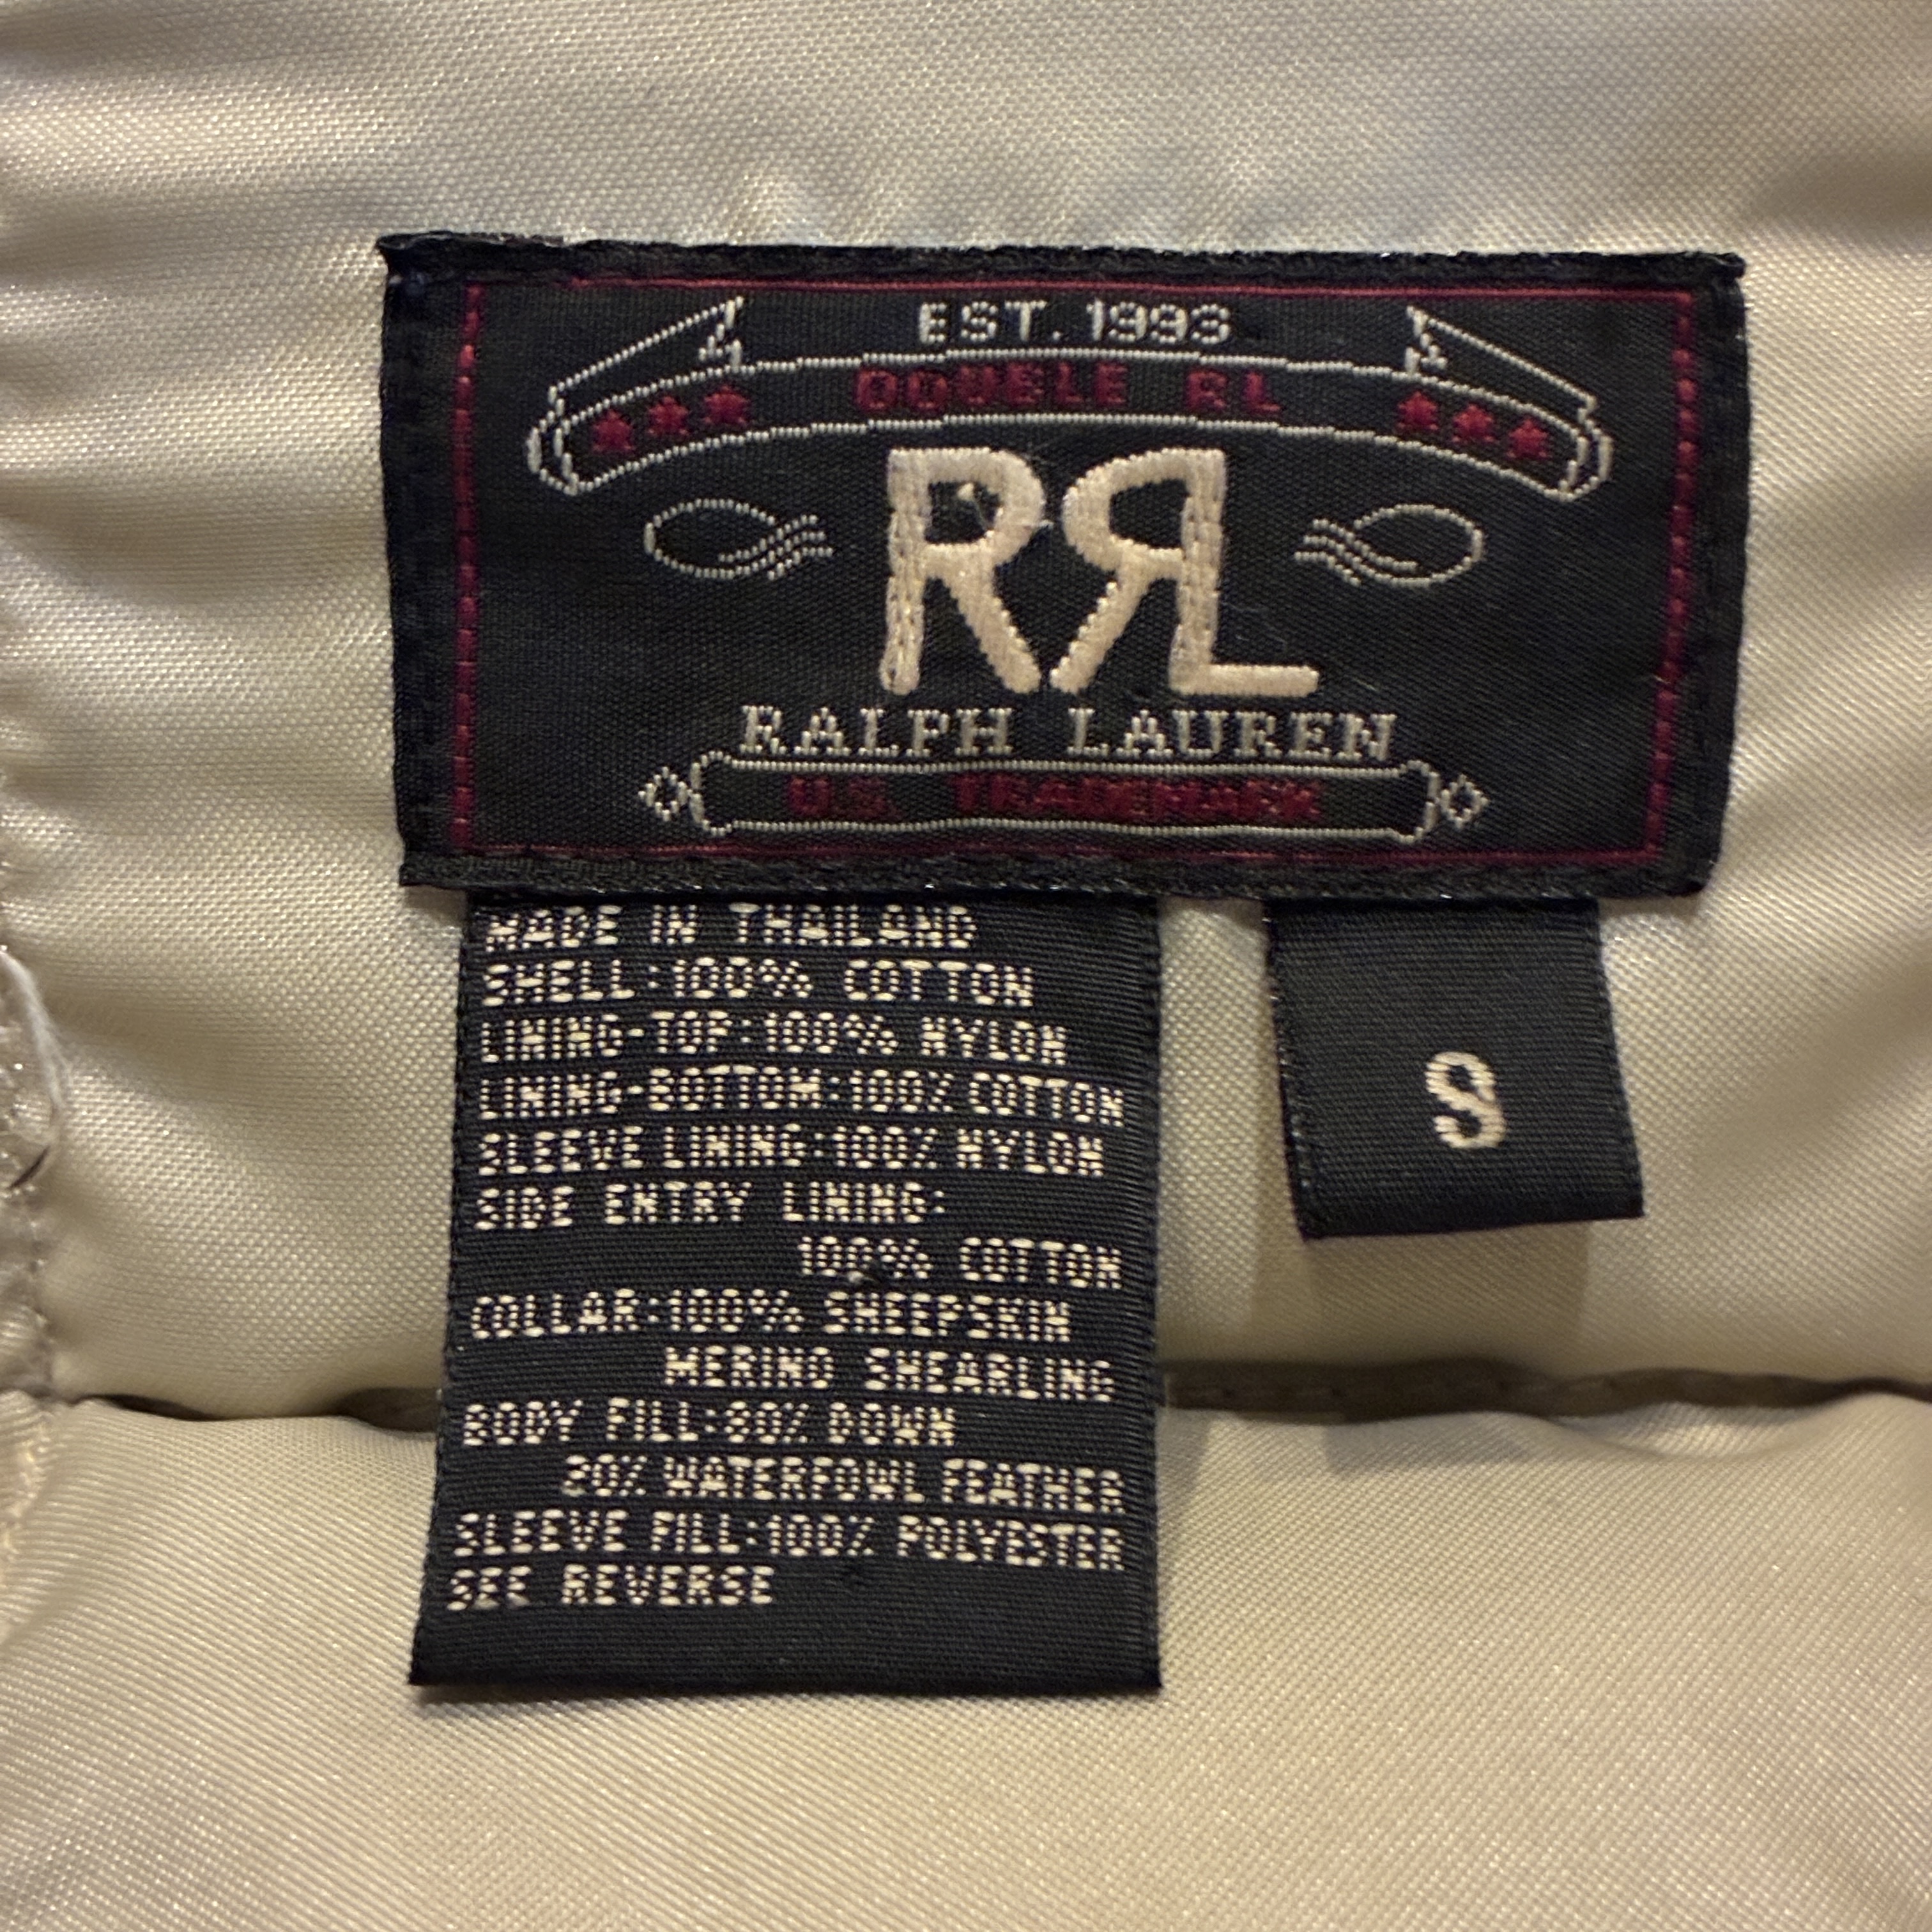 EST. 1993
DOUBLE RL
RRL
RALPH LAUREN
U.S. TRADEMARK
MADE IN THAILAND
SHELL:100% COTTON
LINING-TOP:100% NYLON
LINING-BOTTOM:100% COTTON
SLEEVE LINING:100% NYLON
SIDE ENTRY LINING:
100% COTTON
COLLAR:100% SHEEPSKIN
MERINO SHEARLING
BODY FILL:80% DOWN
20% WATERFOWL FEATHER
SLEEVE FILL:100% POLYESTER
SEE REVERSE
S